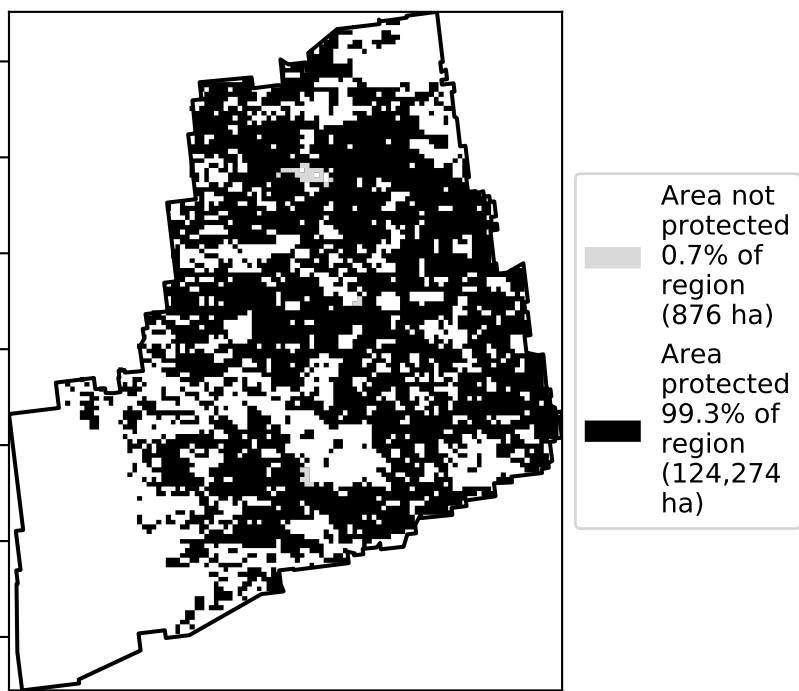 Area not
protected
0.7% of
region
(876 ha)
Area
protected
99.3% of
region
(124,274
ha)